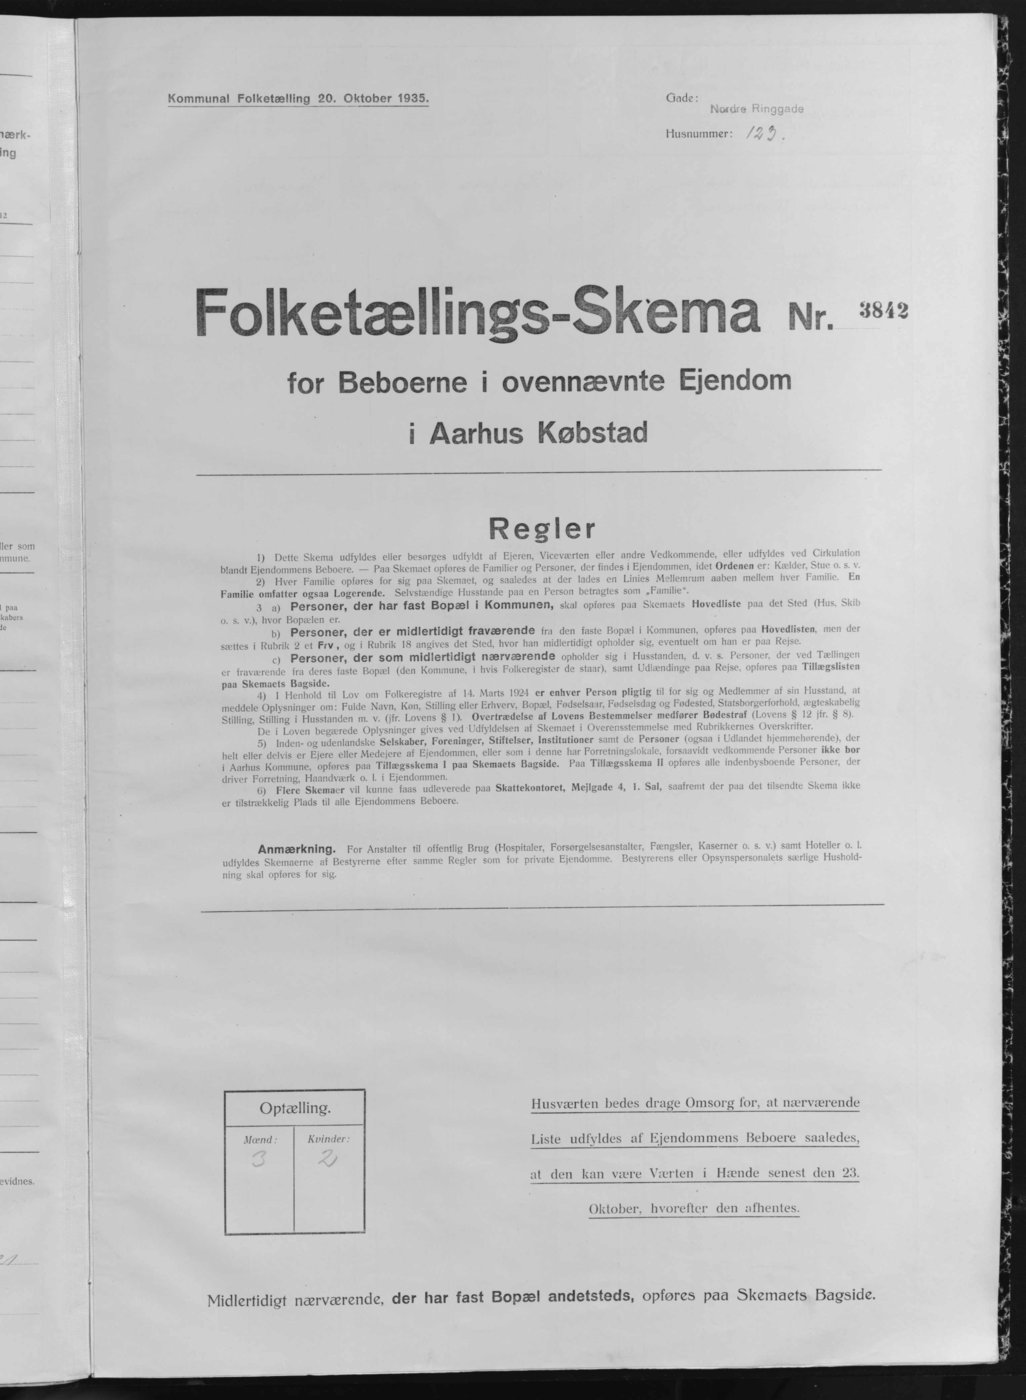 Kommunal Folketælling 20. Oktober 1935.
Gade:
Nordre Ringgade
Husnummer: 123.
Folketællings-Skema Nr. 3842
for Beboerne i ovennævnte Ejendom
i Aarhus Købstad
Regler
1) Dette Skema udfyldes eller besørges udfyldt af Ejeren, Viceværten eller andre Vedkommende, eller udfyldes ved Cirkulation
blandt Ejendommens Beboere. — Paa Skemaet opføres de Familier og Personer, der findes i Ejendommen, idet Ordenen er: Kælder, Stue o. s. v.
2) Hver Familie opføres for sig paa Skemaet, og saaledes at der lades en Linies Mellemrum aaben mellem hver Familie. En
Familie omfatter ogsaa Logerende. Selvstændige Husstande paa en Person betragtes som „Familie“.
3 a) Personer, der har fast Bopæl i Kommunen, skal opføres paa Skemaets Hovedliste paa det Sted (Hus, Skib
o. s. v.), hvor Bopælen er.
b) Personer, der er midlertidigt fraværende fra den faste Bopæl i Kommunen, opføres paa Hovedlisten, men der
sættes i Rubrik 2 et Frv, og i Rubrik 18 angives det Sted, hvor han midlertidigt opholder sig, eventuelt om han er paa Rejse.
c) Personer, der som midlertidigt nærværende opholder sig i Husstanden, d. v. s. Personer, der ved Tællingen
er fraværende fra deres faste Bopæl (den Kommune, i hvis Folkeregister de staar), samt Udlændinge paa Rejse, opføres paa Tillægslisten
paa Skemaets Bagside.
4) I Henhold til Lov om Folkeregistre af 14. Marts 1924 er enhver Person pligtig til for sig og Medlemmer af sin Husstand, at
meddele Oplysninger om: Fulde Navn, Køn, Stilling eller Erhverv, Bopæl, Fødselsaar, Fødselsdag og Fødested, Statsborgerforhold, ægteskabelig
Stilling, Stilling i Husstanden m. v. (jfr. Lovens § 1). Overtrædelse af Lovens Bestemmelser medfører Bødestraf (Lovens § 12 jfr. § 8).
De i Loven begærede Oplysninger gives ved Udfyldelsen af Skemaet i Overensstemmelse med Rubrikkernes Overskrifter.
5) Inden- og udenlandske Selskaber, Foreninger, Stiftelser, Institutioner samt de Personer (ogsaa i Udlandet hjemmehørende), der
helt eller delvis er Ejere eller Medejere af Ejendommen, eller som i denne har Forretningslokale, forsaavidt vedkommende Personer ikke bor
i Aarhus Kommune, opføres paa Tillægsskema I paa Skemaets Bagside. Paa Tillægsskema II opføres alle indenbysboende Personer, der
driver Forretning, Haandværk o. l. i Ejendommen.
6) Flere Skemaer vil kunne faas udleverede paa Skattekontoret, Mejlgade 4, 1. Sal, saafremt der paa det tilsendte Skema ikke
er tilstrækkelig Plads til alle Ejendommens Beboere.
Anmærkning. For Anstalter til offentlig Brug (Hospitaler, Forsørgelsesanstalter, Fængsler, Kaserner o. s. v.) samt Hoteller o. l.
udfyldes Skemaerne af Bestyrerne efter samme Regler som for private Ejendomme. Bestyrerens eller Opsynspersonalets særlige Hushold-
ning skal opføres for sig.
Optælling.
Mænd: Kvinder:
3 2
Husværten bedes drage Omsorg for, at nærværende
Liste udfyldes af Ejendommens Beboere saaledes,
at den kan være Værten i Hænde senest den 23.
Oktober, hvorefter den afhentes.
Midlertidigt nærværende, der har fast Bopæl andetsteds, opføres paa Skemaets Bagside.